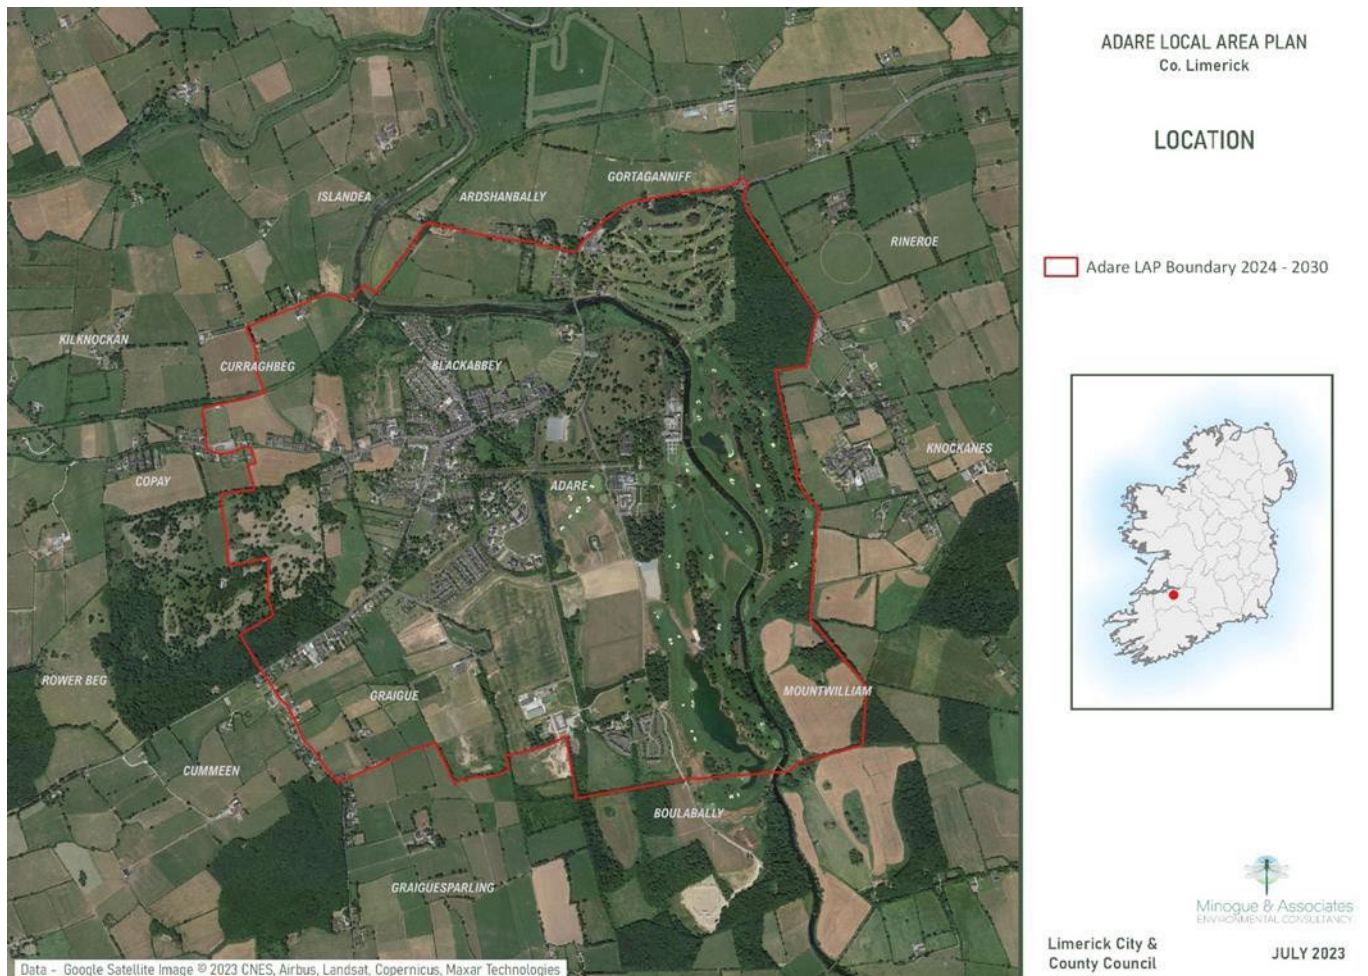 ADARE LOCAL AREA PLAN
Co. Limerick
LOCATION
Adare LAP Boundary 2024 - 2030
GORTAGANNIFF
ISLANDEA
ARDSHANBALLY
RINEROE
KILKNOCKAN
CURRAGHBEG
BLACKABBEY
KNOCKANES
COPAY
ADARE
ROWER BEG
GRAIGUE
MOUNTWILLIAM
CUMMEEN
BOULABALLY
GRAIGUESPARLING
Minogue & Associates
ENVIRONMENTAL CONSULTANCY
Limerick City &
County Council
JULY 2023
Data - Google Satellite Image © 2023 CNES, Airbus, Landsat, Copernicus, Maxar Technologies